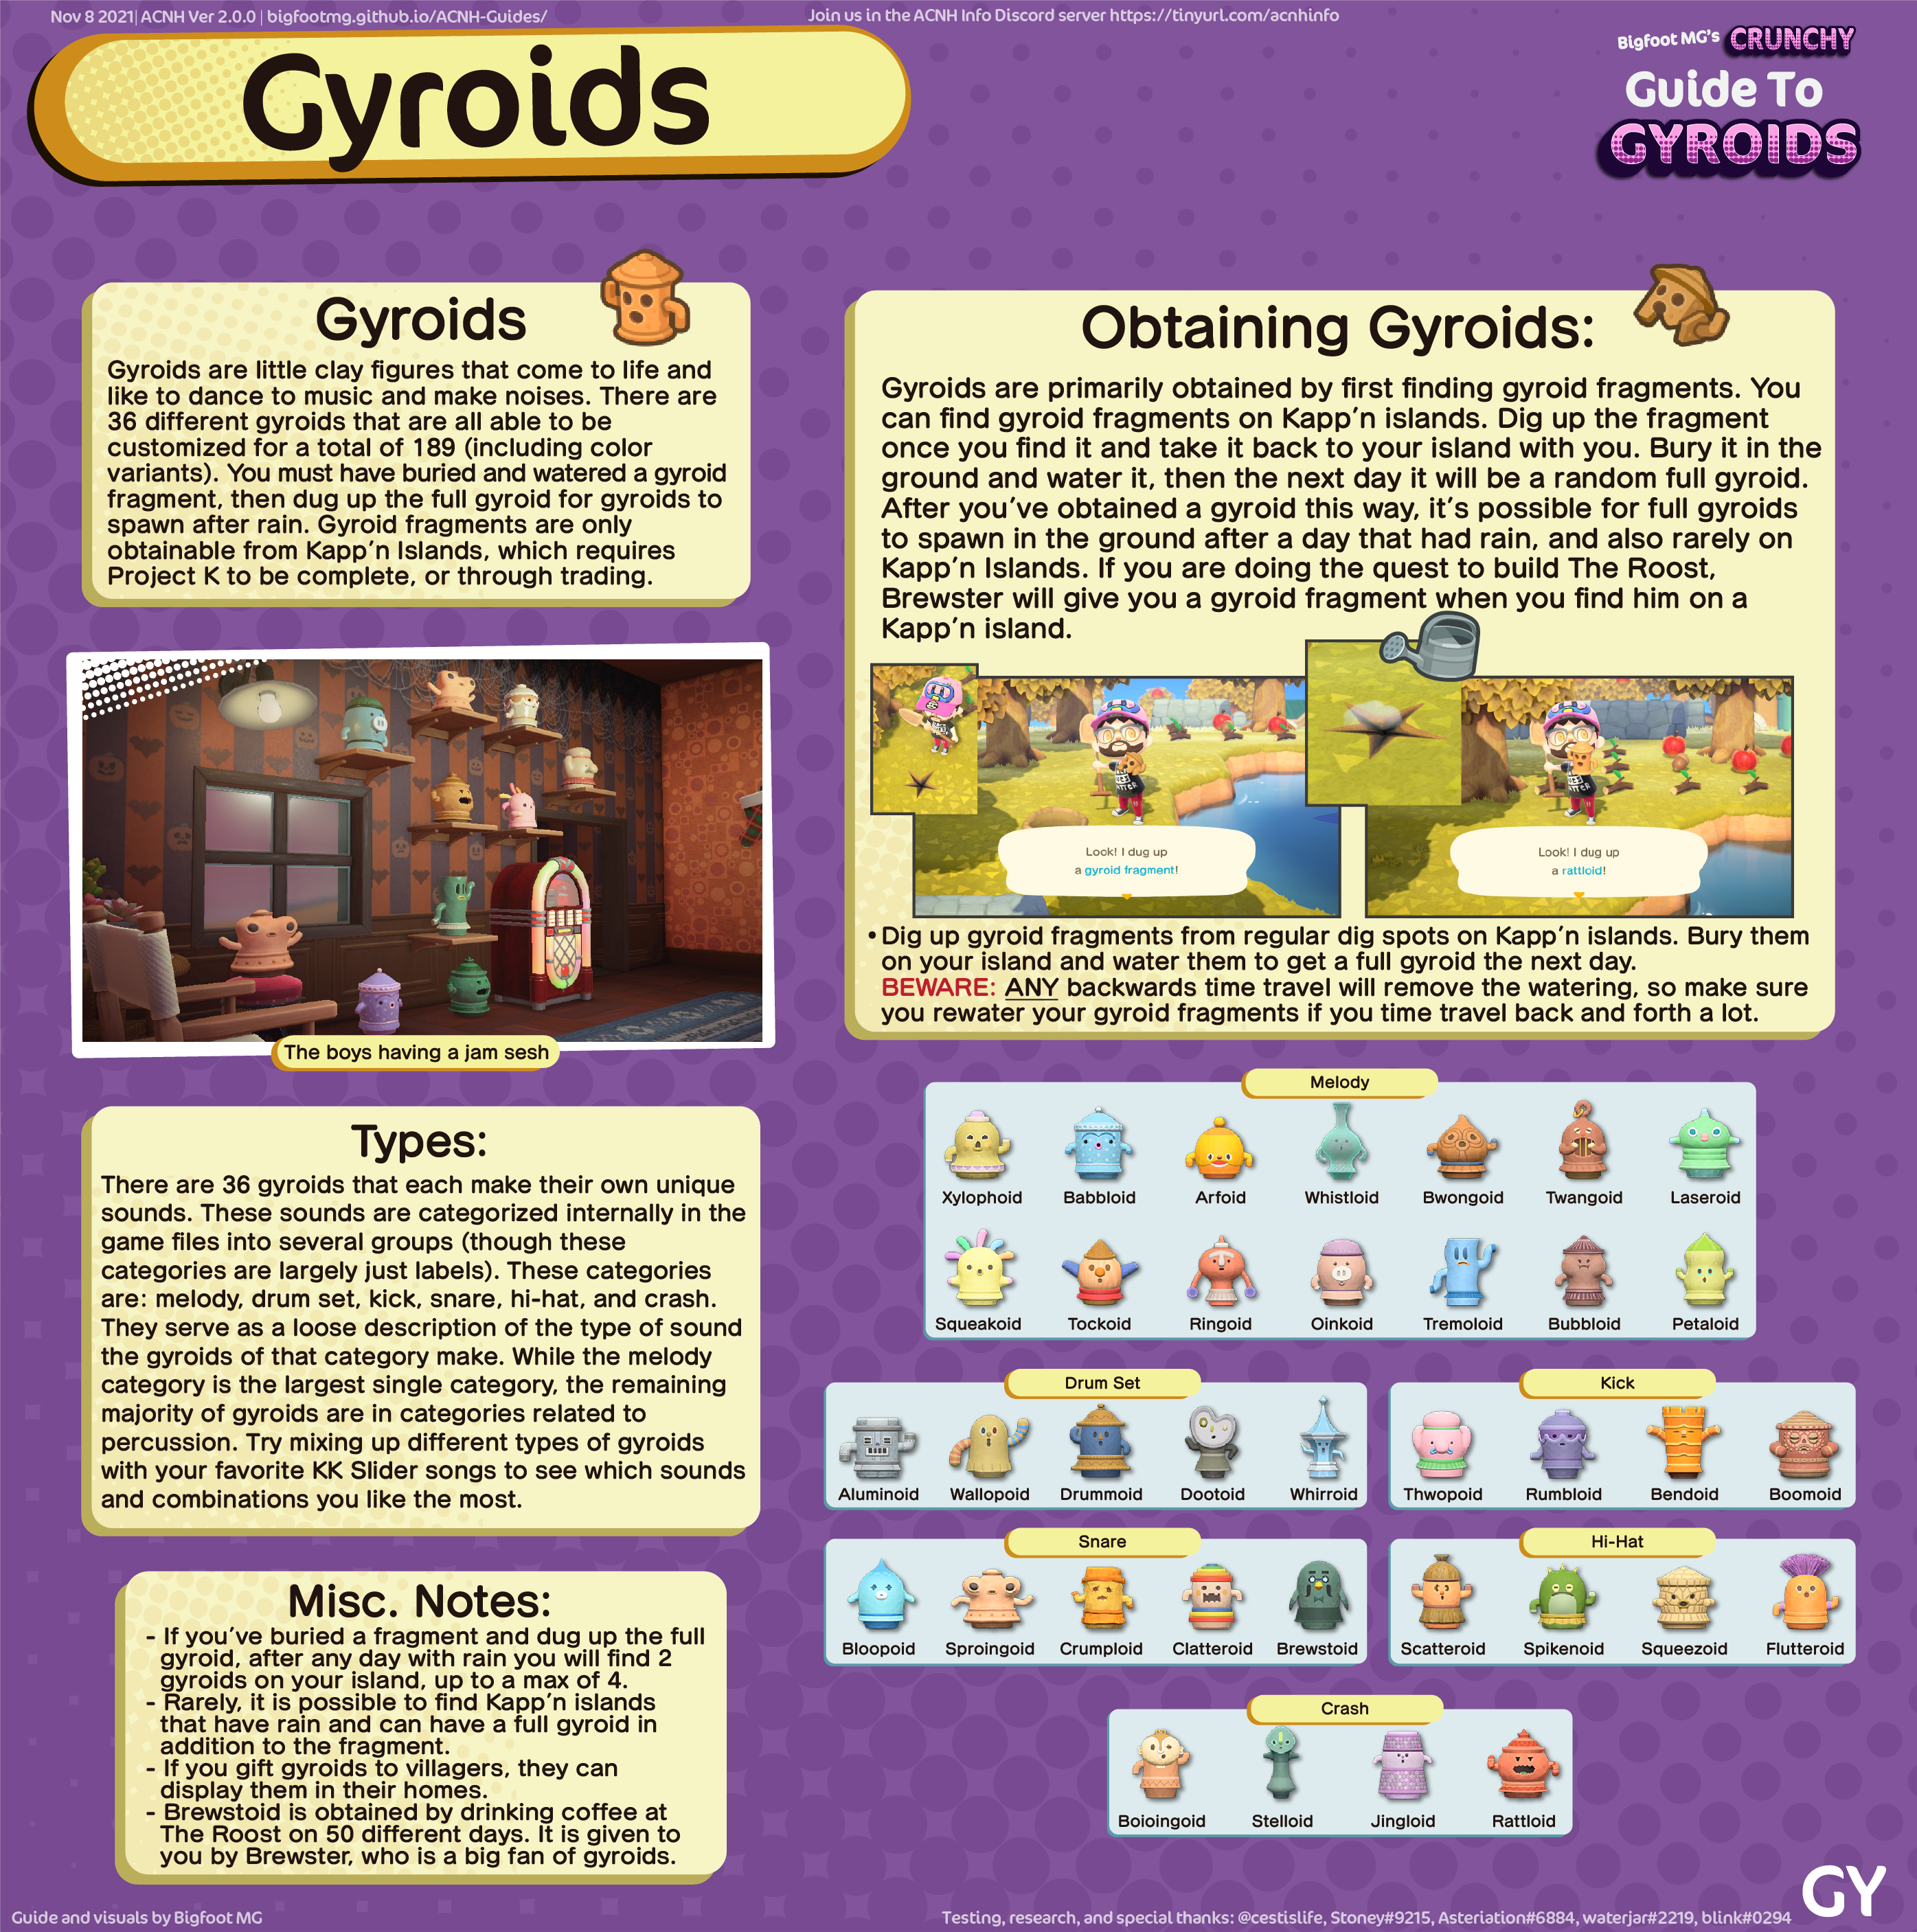 Nov 8 2021| ACNH Ver 2.0.0 | bigfootmg.github.io/ACNH-Guides/
Join us in the ACNH Info Discord server https://tinyurl.com/acnhinfo
Gyroids
Bigfoot MG's CRUNCHY
Guide To
GYROIDS
Gyroids
Gyroids are little clay figures that come to life and
like to dance to music and make noises. There are
36 different gyroids that are all able to be
customized for a total of 189 (including color
variants). You must have buried and watered a gyroid
fragment, then dug up the full gyroid for gyroids to
spawn after rain. Gyroid fragments are only
obtainable from Kapp'n Islands, which requires
Project K to be complete, or through trading.
The boys having a jam sesh
Types:
There are 36 gyroids that each make their own unique
sounds. These sounds are categorized internally in the
game files into several groups (though these
categories are largely just labels). These categories
are: melody, drum set, kick, snare, hi-hat, and crash.
They serve as a loose description of the type of sound
the gyroids of that category make. While the melody
category is the largest single category, the remaining
majority of gyroids are in categories related to
percussion. Try mixing up different types of gyroids
with your favorite KK Slider songs to see which sounds
and combinations you like the most.
Misc. Notes:
- If you've buried a fragment and dug up the full
gyroid, after any day with rain you will find 2
gyroids on your island, up to a max of 4.
- Rarely, it is possible to find Kapp'n islands
that have rain and can have a full gyroid in
addition to the fragment.
- If you gift gyroids to villagers, they can
display them in their homes.
- Brewstoid is obtained by drinking coffee at
The Roost on 50 different days. It is given to
you by Brewster, who is a big fan of gyroids.
Obtaining Gyroids:
Gyroids are primarily obtained by first finding gyroid fragments. You
can find gyroid fragments on Kapp'n islands. Dig up the fragment
once you find it and take it back to your island with you. Bury it in the
ground and water it, then the next day it will be a random full gyroid.
After you've obtained a gyroid this way, it's possible for full gyroids
to spawn in the ground after a day that had rain, and also rarely on
Kapp'n Islands. If you are doing the quest to build The Roost,
Brewster will give you a gyroid fragment when you find him on a
Kapp'n island.
Look! I dug up
a gyroid fragment!
Look! I dug up
a rattloid!
• Dig up gyroid fragments from regular dig spots on Kapp'n islands. Bury them
on your island and water them to get a full gyroid the next day.
BEWARE: ANY backwards time travel will remove the watering, so make sure
you rewater your gyroid fragments if you time travel back and forth a lot.
Melody
Xylophoid Babbloid Arfoid Whistloid Bwongoid Twangoid Laseroid
Squeakoid Tockoid Ringoid Oinkoid Tremoloid Bubbloid Petaloid
Drum Set
Aluminoid Wallopoid Drummoid Dootoid Whirroid
Kick
Thwopoid Rumbloid Bendoid Boomoid
Snare
Bloopoid Sproingoid Crumploid Clatteroid Brewstoid
Hi-Hat
Scatteroid Spikenoid Squeezoid Flutteroid
Crash
Boioingoid Stelloid Jingloid Rattloid
GY
Guide and visuals by Bigfoot MG
Testing, research, and special thanks: @cestislife, Stoney#9215, Asteriation#6884, waterjar#2219, blink#0294